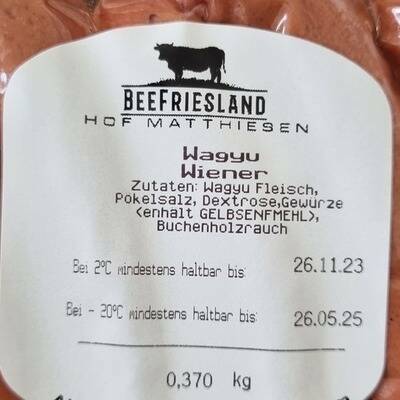 BEEFRIESLAND
HOF MATTHIESEN
Wagyu
Wiener
Zutaten: Wagyu Fleisch,
Pökelsalz, Dextrose,Gewürze
(enhält GELBSENFMEHL),
Buchenholzrauch
Bei 2°C mindestens haltbar bis: 26.11.23
Bei - 20°C mindestens haltbar bis: 26.05.25
0,370 kg